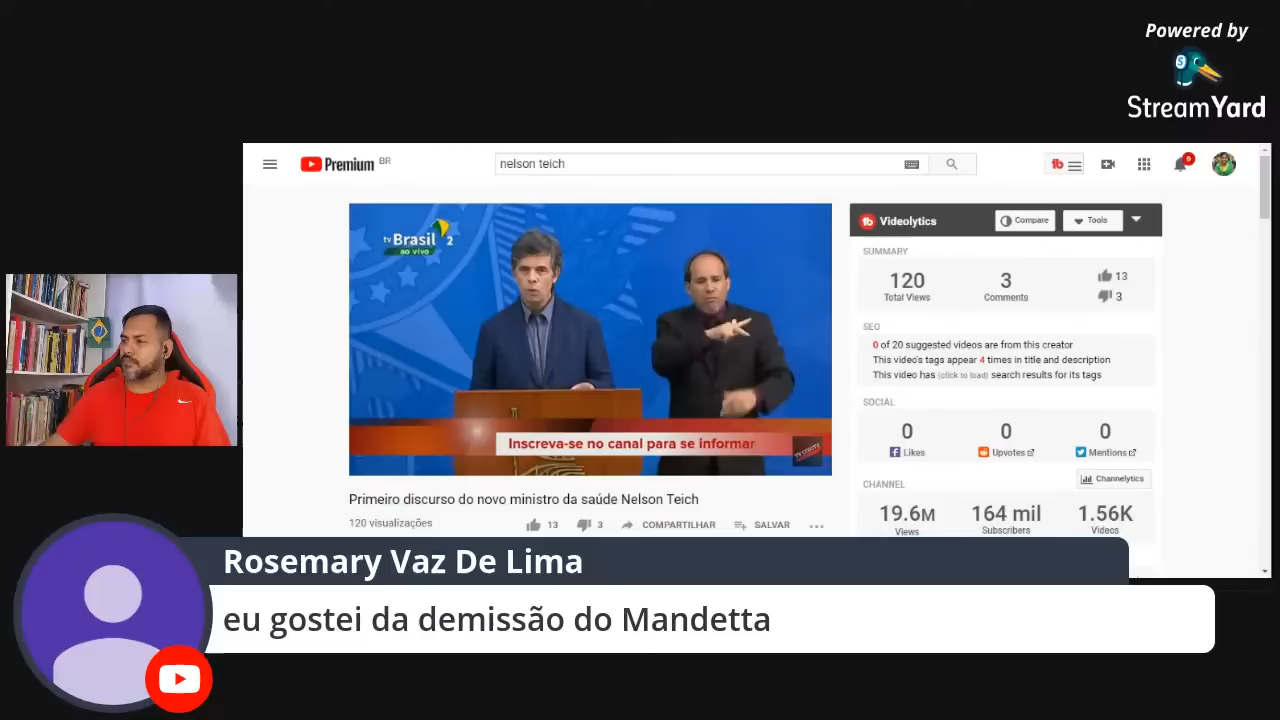 Powered by
StreamYard
Premium BR
nelson teich
tb
0
tv Brasil 2
ao vivo
Inscreva-se no canal para se informar
Primeiro discurso do novo ministro da saúde Nelson Teich
120 visualizações
13
3
COMPARTILHAR
SALVAR
tb Videolytics
Compare
Tools
SUMMARY
120
Total Views
3
Comments
13
3
SEO
0 of 20 suggested videos are from this creator
This video's tags appear 4 times in title and description
This video has (click to load) search results for its tags
SOCIAL
0
Likes
0
Upvotes
0
Mentions
CHANNEL
Channelytics
19.6M
Views
164 mil
Subscribers
1.56K
Videos
Rosemary Vaz De Lima
eu gostei da demissão do Mandetta